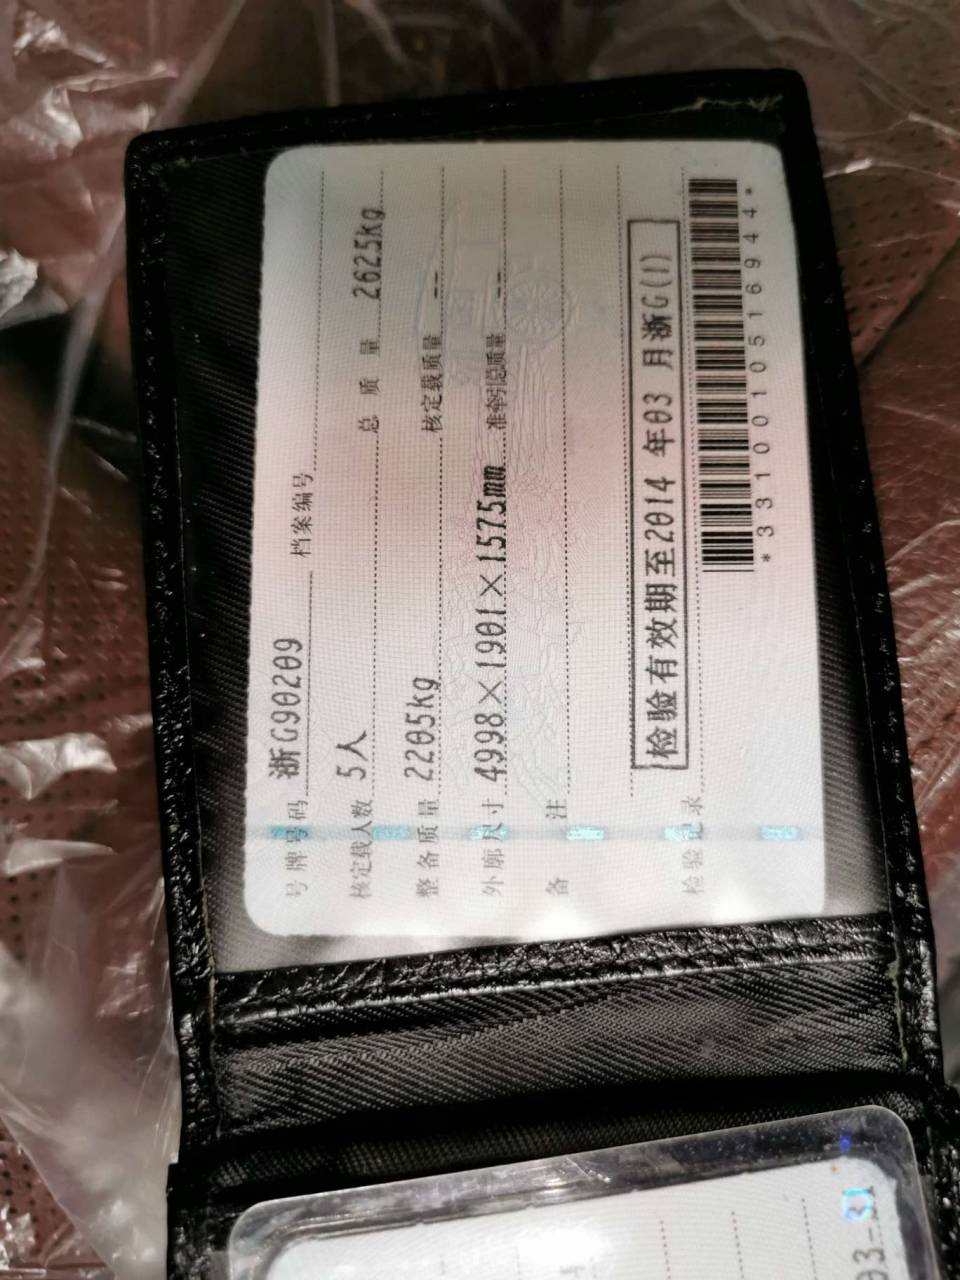 号牌号码 浙G90209 档案编号
核定载人数 5人 总质量 2625kg
整备质量 2205kg 核定载质量 --
外廓尺寸 4998×1901×1575mm 准牵引总质量 --
备注
检验有效期至2014年03月浙G(1)
检验记录
*3310010516944*
03-31